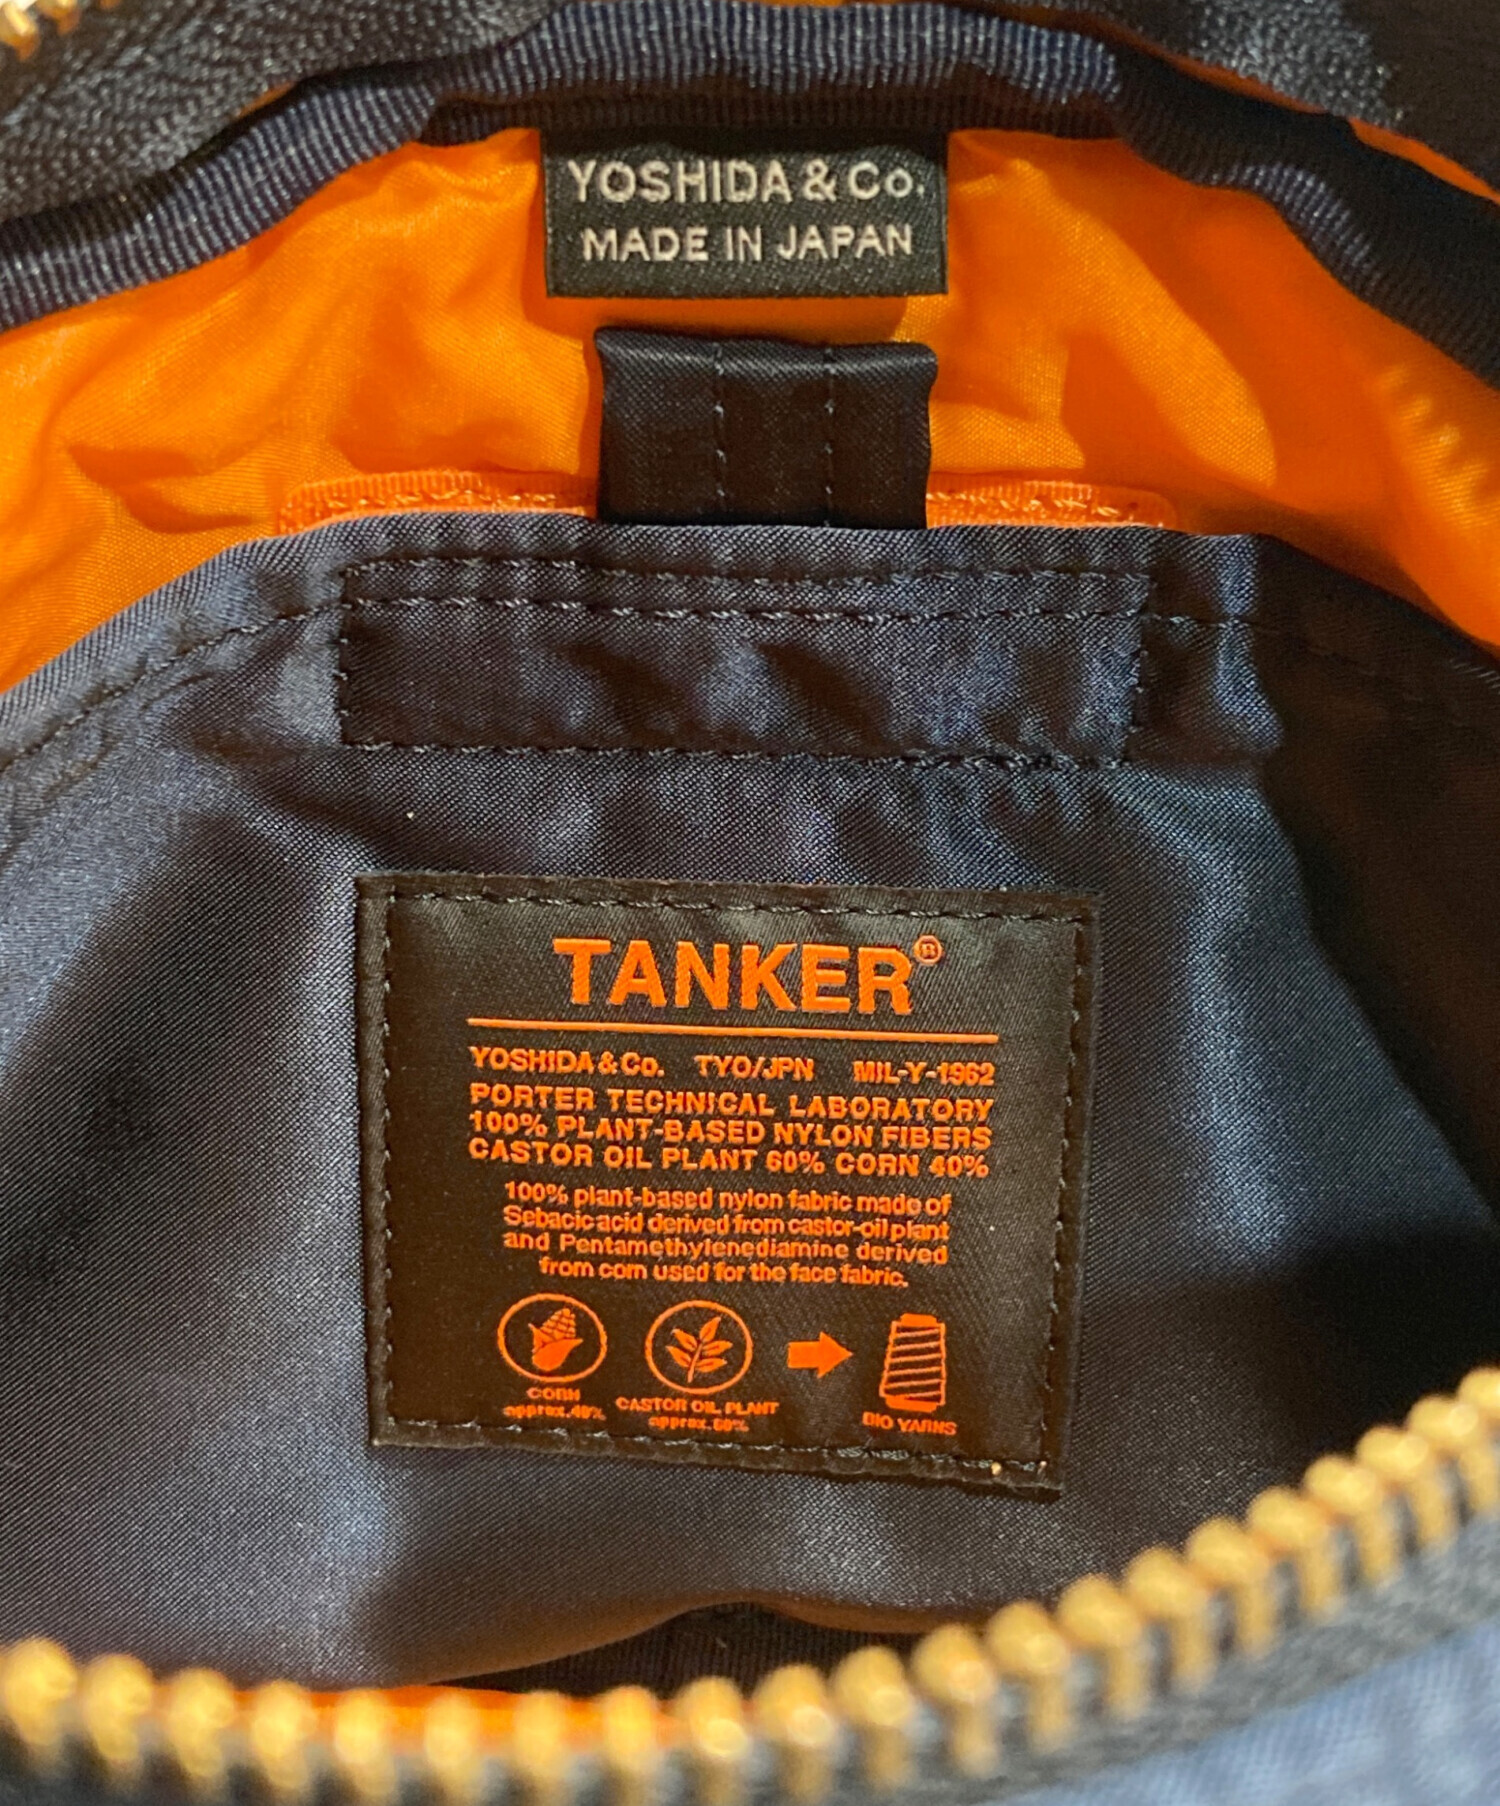 YOSHIDA & Co.
MADE IN JAPAN
TANKER®
YOSHIDA & Co. TYO/JPN MIL-Y-1962
PORTER TECHNICAL LABORATORY
100% PLANT-BASED NYLON FIBERS
CASTOR OIL PLANT 60% CORN 40%
100% plant-based nylon fabric made of
Sebacic acid derived from castor-oil plant
and Pentamethylenediamine derived
from corn used for the face fabric.
CORN
approx.40%
CASTOR OIL PLANT
approx.60%
BIO YARNS